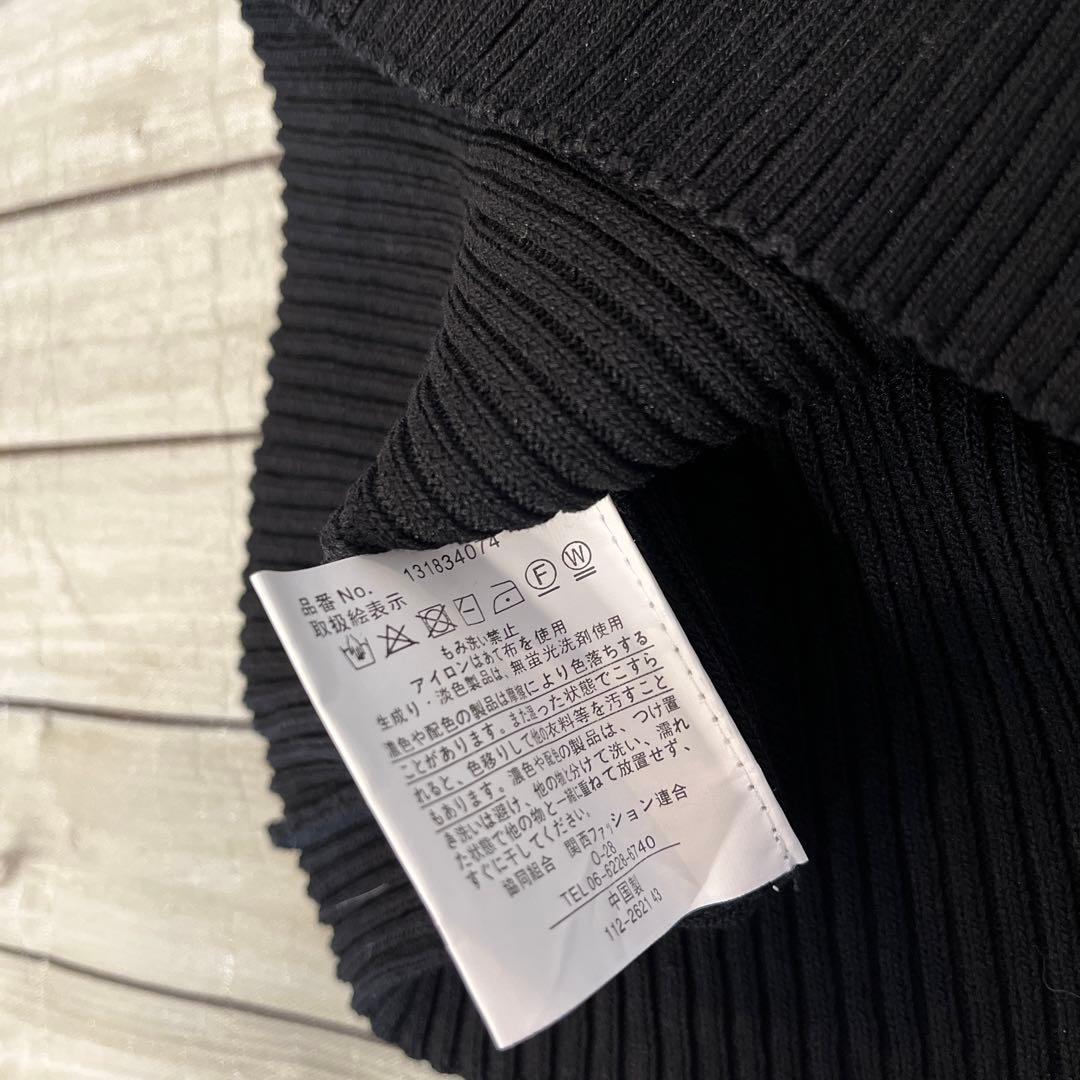 品番No. 131834074
取扱絵表示
F W
もみ洗い禁止
アイロンはあて布を使用
生成り・淡色製品は、無蛍光洗剤使用
濃色や配色の製品は摩擦により色落ちする
ことがあります。また湿った状態でこすら
れると、色移りして他の衣料等を汚すこと
もあります。濃色や配色の製品は、つけ置
き洗いは避け、他の物と分けて洗い、濡れ
た状態で他の物と一緒に重ねて放置せず、
すぐに干してください。
協同組合 関西ファッション連合
0-28
TEL06-6228-6740
中国製
112-262143